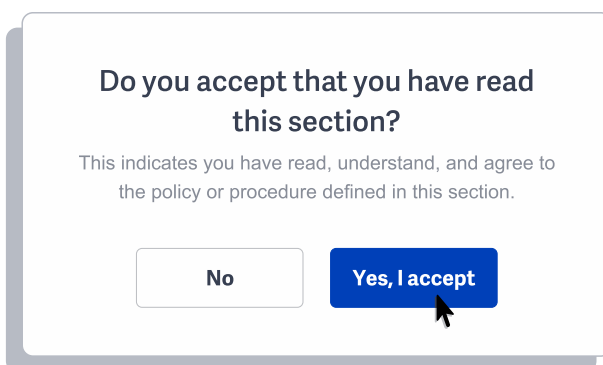 Do you accept that you have read
this section?
This indicates you have read, understand, and agree to
the policy or procedure defined in this section.
No
Yes, I accept